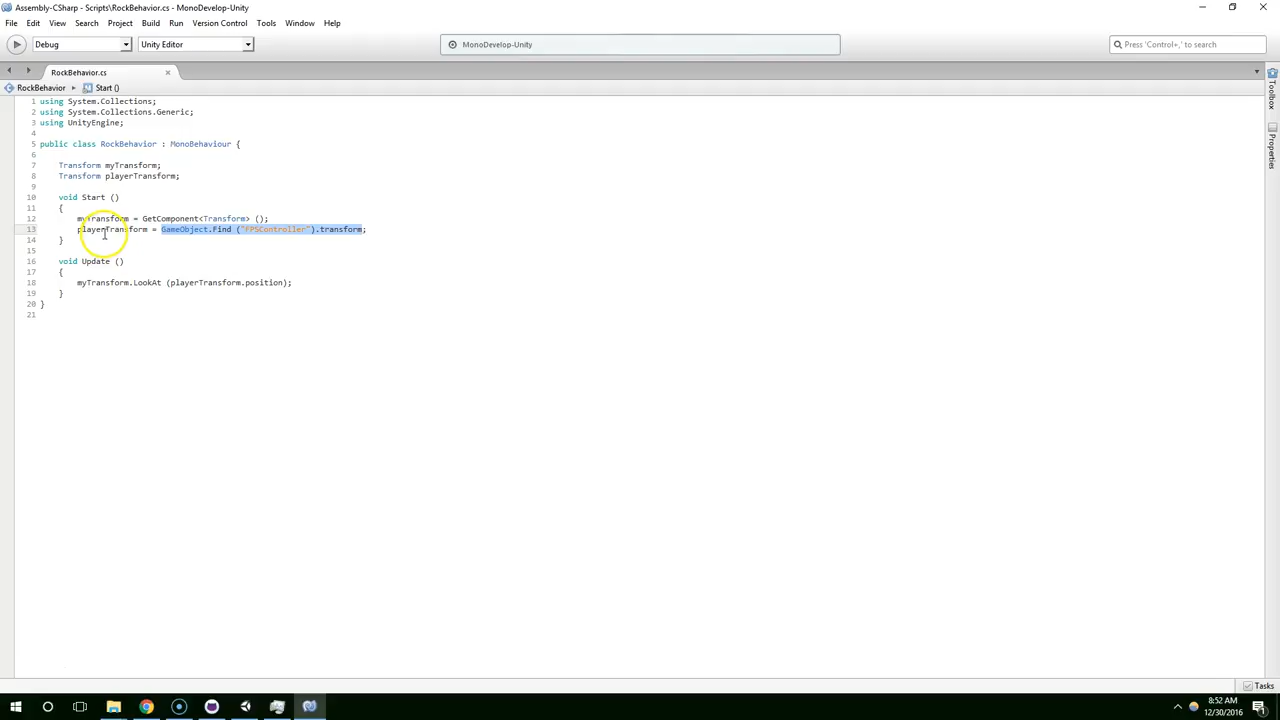 Assembly-CSharp - Scripts\RockBehavior.cs - MonoDevelop-Unity
File Edit View Search Project Build Run Version Control Tools Window Help
Debug Unity Editor MonoDevelop-Unity Press 'Control+,' to search
RockBehavior.cs
RockBehavior Start ()
1 using System.Collections;
2 using System.Collections.Generic;
3 using UnityEngine;
4
5 public class RockBehavior : MonoBehaviour {
6
7 Transform myTransform;
8 Transform playerTransform;
9
10 void Start ()
11 {
12 myTransform = GetComponent<Transform> ();
13 playerTransform = GameObject.Find ("FPSController").transform;
14 }
15
16 void Update ()
17 {
18 myTransform.LookAt (playerTransform.position);
19 }
20 }
21
Toolbox
Properties
Tasks
8:52 AM
12/30/2016